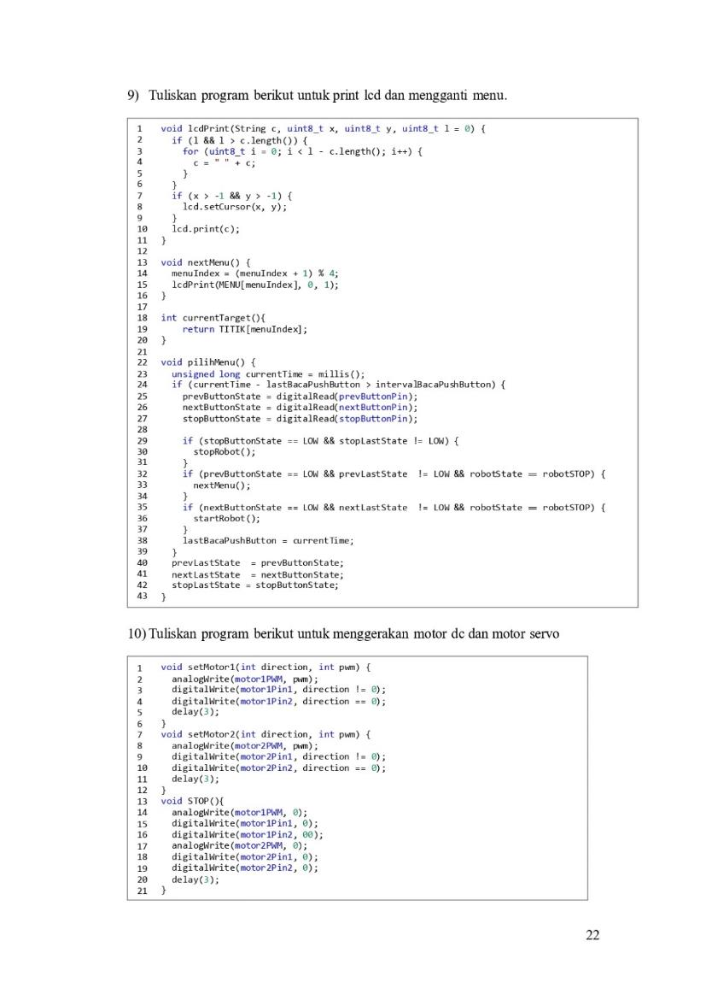 9) Tuliskan program berikut untuk print lcd dan mengganti menu.
1 void lcdPrint(String c, uint8_t x, uint8_t y, uint8_t l = 0) {
2 if (l && l > c.length()) {
3 for (uint8_t i = 0; i < l - c.length(); i++) {
4 c = " " + c;
5 }
6 }
7 if (x > -1 && y > -1) {
8 lcd.setCursor(x, y);
9 }
10 lcd.print(c);
11 }
12
13 void nextMenu() {
14 menuIndex = (menuIndex + 1) % 4;
15 lcdPrint(MENU[menuIndex], 0, 1);
16 }
17
18 int currentTarget(){
19 return TITIK[menuIndex];
20 }
21
22 void pilihMenu() {
23 unsigned long currentTime = millis();
24 if (currentTime - lastBacaPushButton > intervalBacaPushButton) {
25 prevButtonState = digitalRead(prevButtonPin);
26 nextButtonState = digitalRead(nextButtonPin);
27 stopButtonState = digitalRead(stopButtonPin);
28
29 if (stopButtonState == LOW && stopLastState != LOW) {
30 stopRobot();
31 }
32 if (prevButtonState == LOW && prevLastState != LOW && robotState == robotSTOP) {
33 nextMenu();
34 }
35 if (nextButtonState == LOW && nextLastState != LOW && robotState == robotSTOP) {
36 startRobot();
37 }
38 lastBacaPushButton = currentTime;
39 }
40 prevLastState = prevButtonState;
41 nextLastState = nextButtonState;
42 stopLastState = stopButtonState;
43 }
10) Tuliskan program berikut untuk menggerakan motor dc dan motor servo
1 void setMotor1(int direction, int pwm) {
2 analogWrite(motor1PWM, pwm);
3 digitalWrite(motor1Pin1, direction != 0);
4 digitalWrite(motor1Pin2, direction == 0);
5 delay(3);
6 }
7 void setMotor2(int direction, int pwm) {
8 analogWrite(motor2PWM, pwm);
9 digitalWrite(motor2Pin1, direction != 0);
10 digitalWrite(motor2Pin2, direction == 0);
11 delay(3);
12 }
13 void STOP(){
14 analogWrite(motor1PWM, 0);
15 digitalWrite(motor1Pin1, 0);
16 digitalWrite(motor1Pin2, 00);
17 analogWrite(motor2PWM, 0);
18 digitalWrite(motor2Pin1, 0);
19 digitalWrite(motor2Pin2, 0);
20 delay(3);
21 }
22